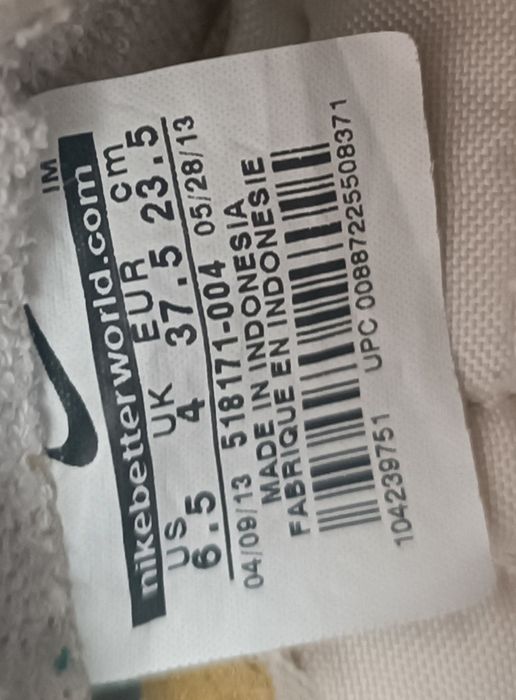 IM
nikebetterworld.com
US UK EUR cm
6.5 4 37.5 23.5
04/09/13 518171-004 05/28/13
MADE IN INDONESIA
FABRIQUE EN INDONESIE
104239751 UPC 00887225508371